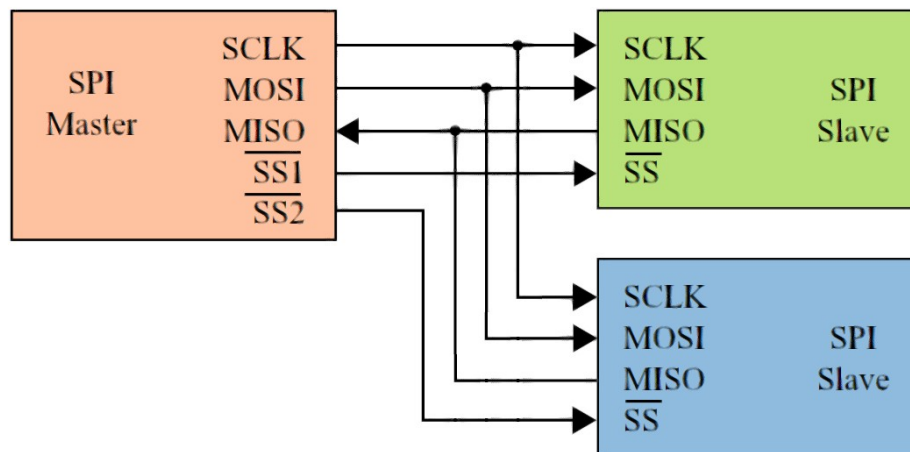 SPI
Master
SCLK
MOSI
MISO
SS1
SS2
SCLK
MOSI
MISO
SS
SPI
Slave
SCLK
MOSI
MISO
SS
SPI
Slave